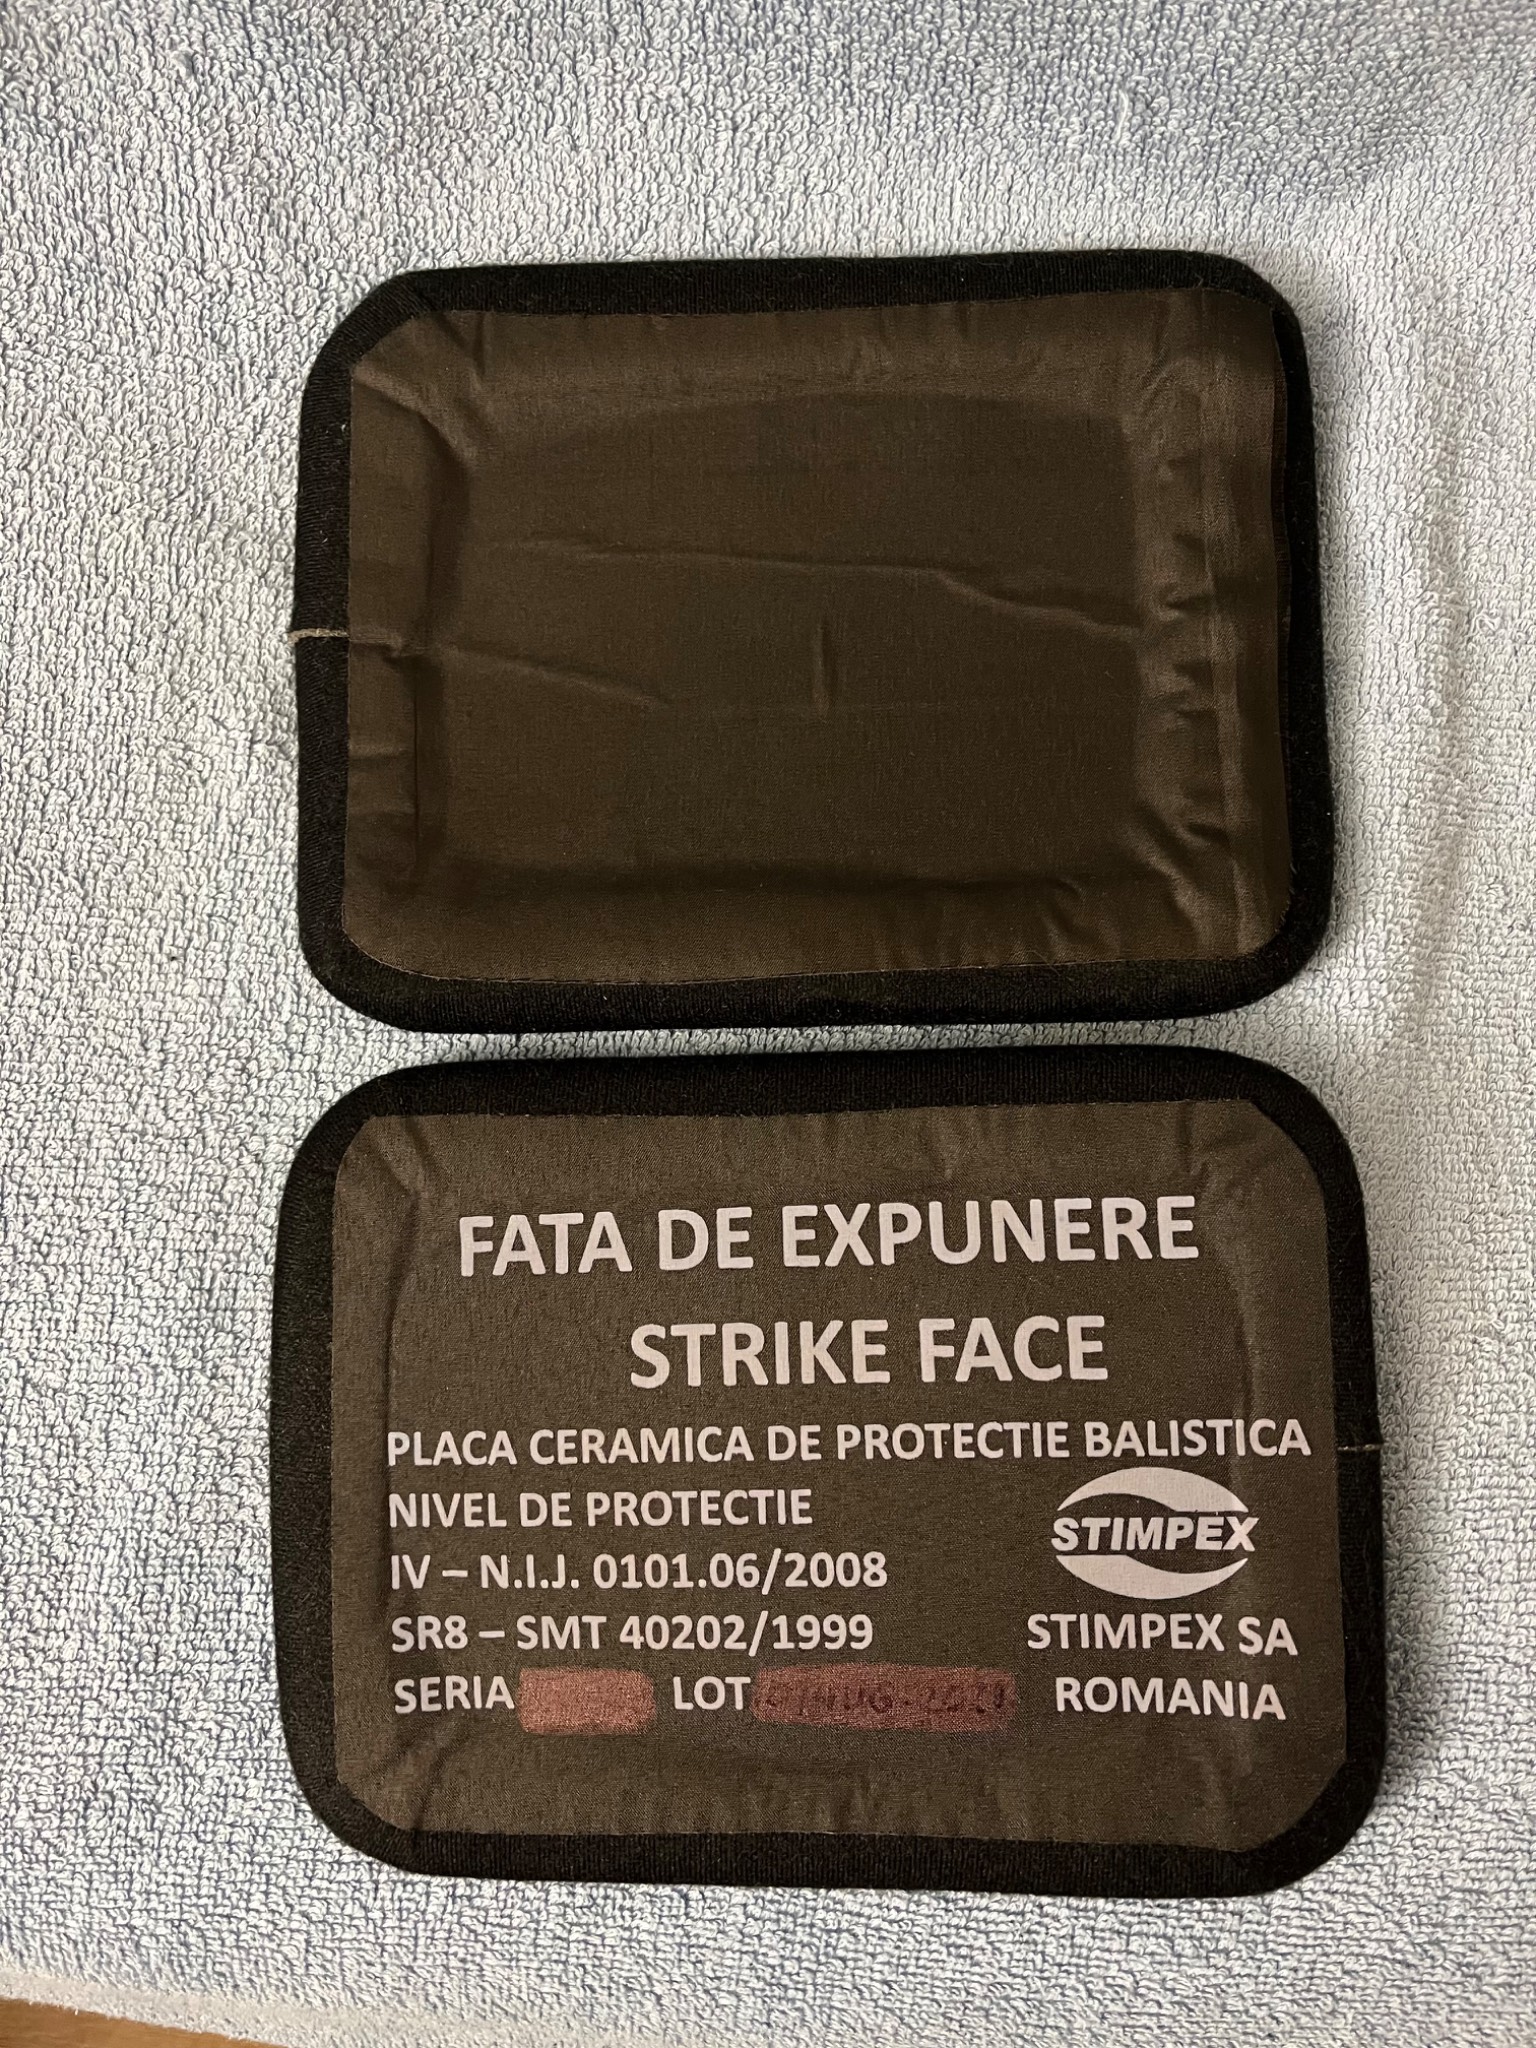 FATA DE EXPUNERE
STRIKE FACE
PLACA CERAMICA DE PROTECTIE BALISTICA
NIVEL DE PROTECTIE
IV – N.I.J. 0101.06/2008
SR8 – SMT 40202/1999
SERIA LOT
STIMPEX
STIMPEX SA
ROMANIA